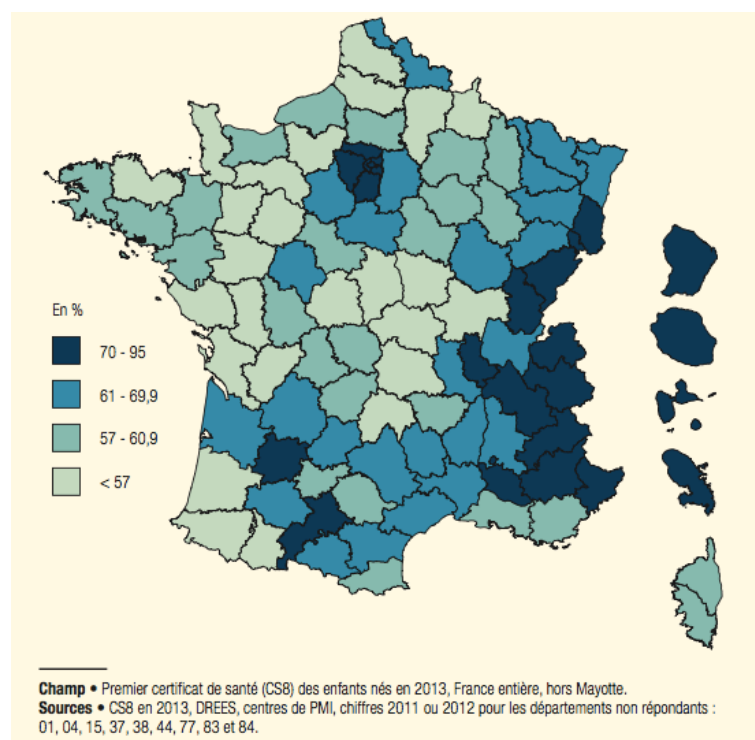 En %
70 - 95
61 - 69,9
57 - 60,9
< 57
Champ • Premier certificat de santé (CS8) des enfants nés en 2013, France entière, hors Mayotte.
Sources • CS8 en 2013, DREES, centres de PMI, chiffres 2011 ou 2012 pour les départements non répondants :
01, 04, 15, 37, 38, 44, 77, 83 et 84.